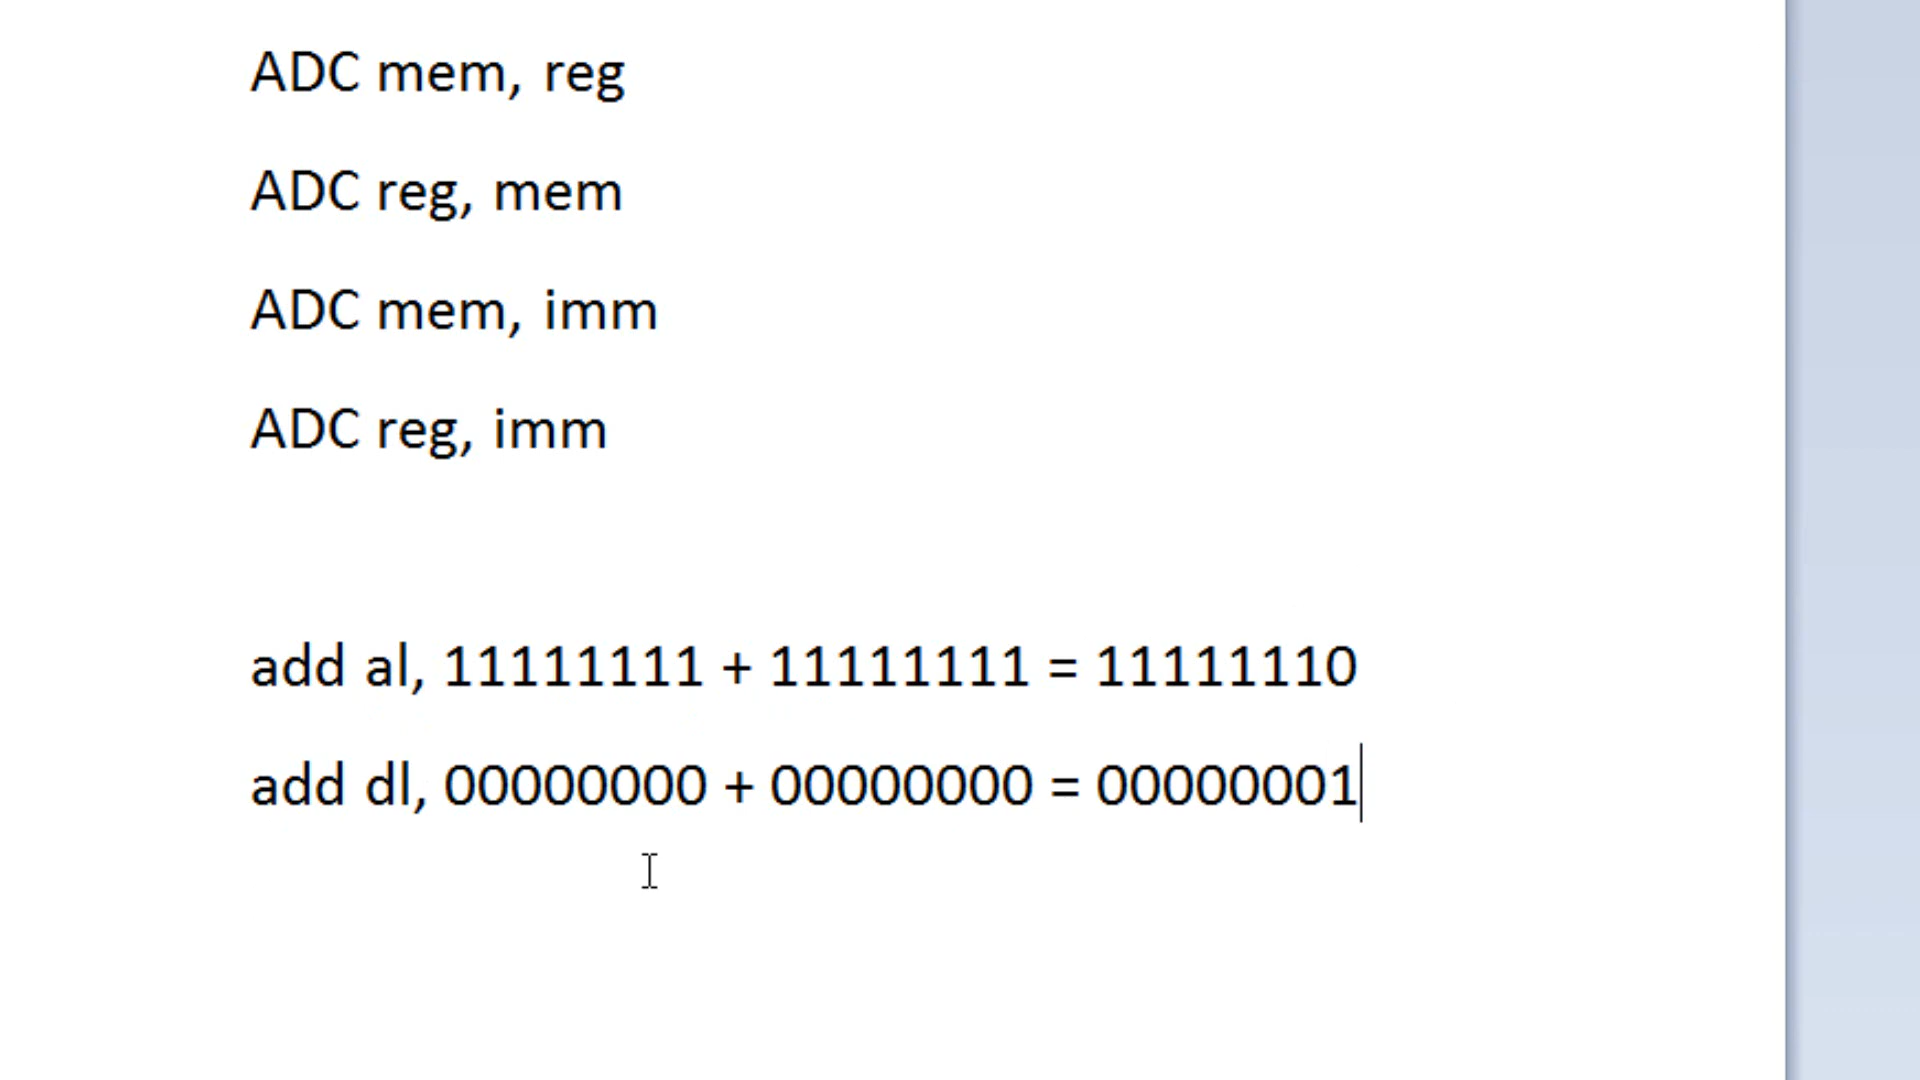 ADC mem, reg
ADC reg, mem
ADC mem, imm
ADC reg, imm
add al, 11111111 + 11111111 = 11111110
add dl, 00000000 + 00000000 = 00000001